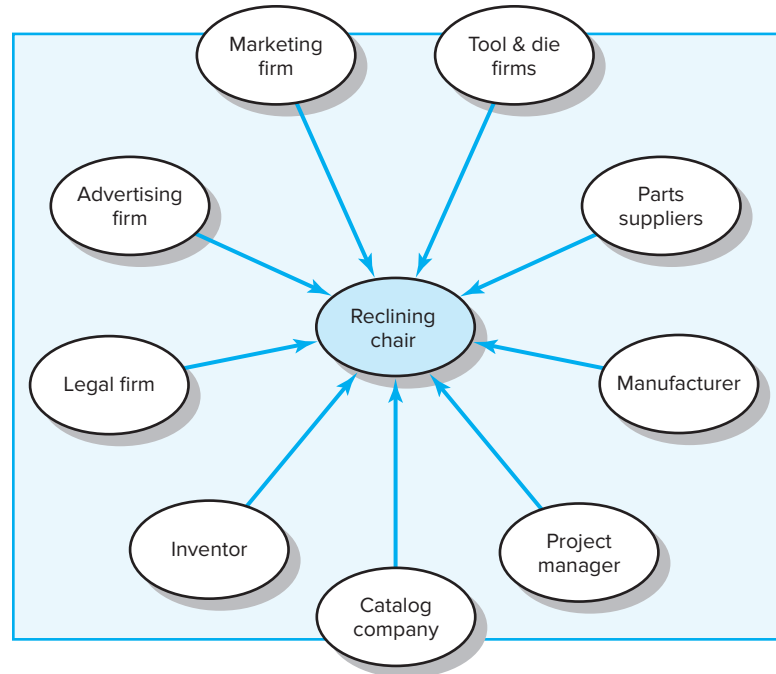 Marketing
firm
Tool & die
firms
Advertising
firm
Parts
suppliers
Reclining
chair
Legal firm
Manufacturer
Inventor
Project
manager
Catalog
company